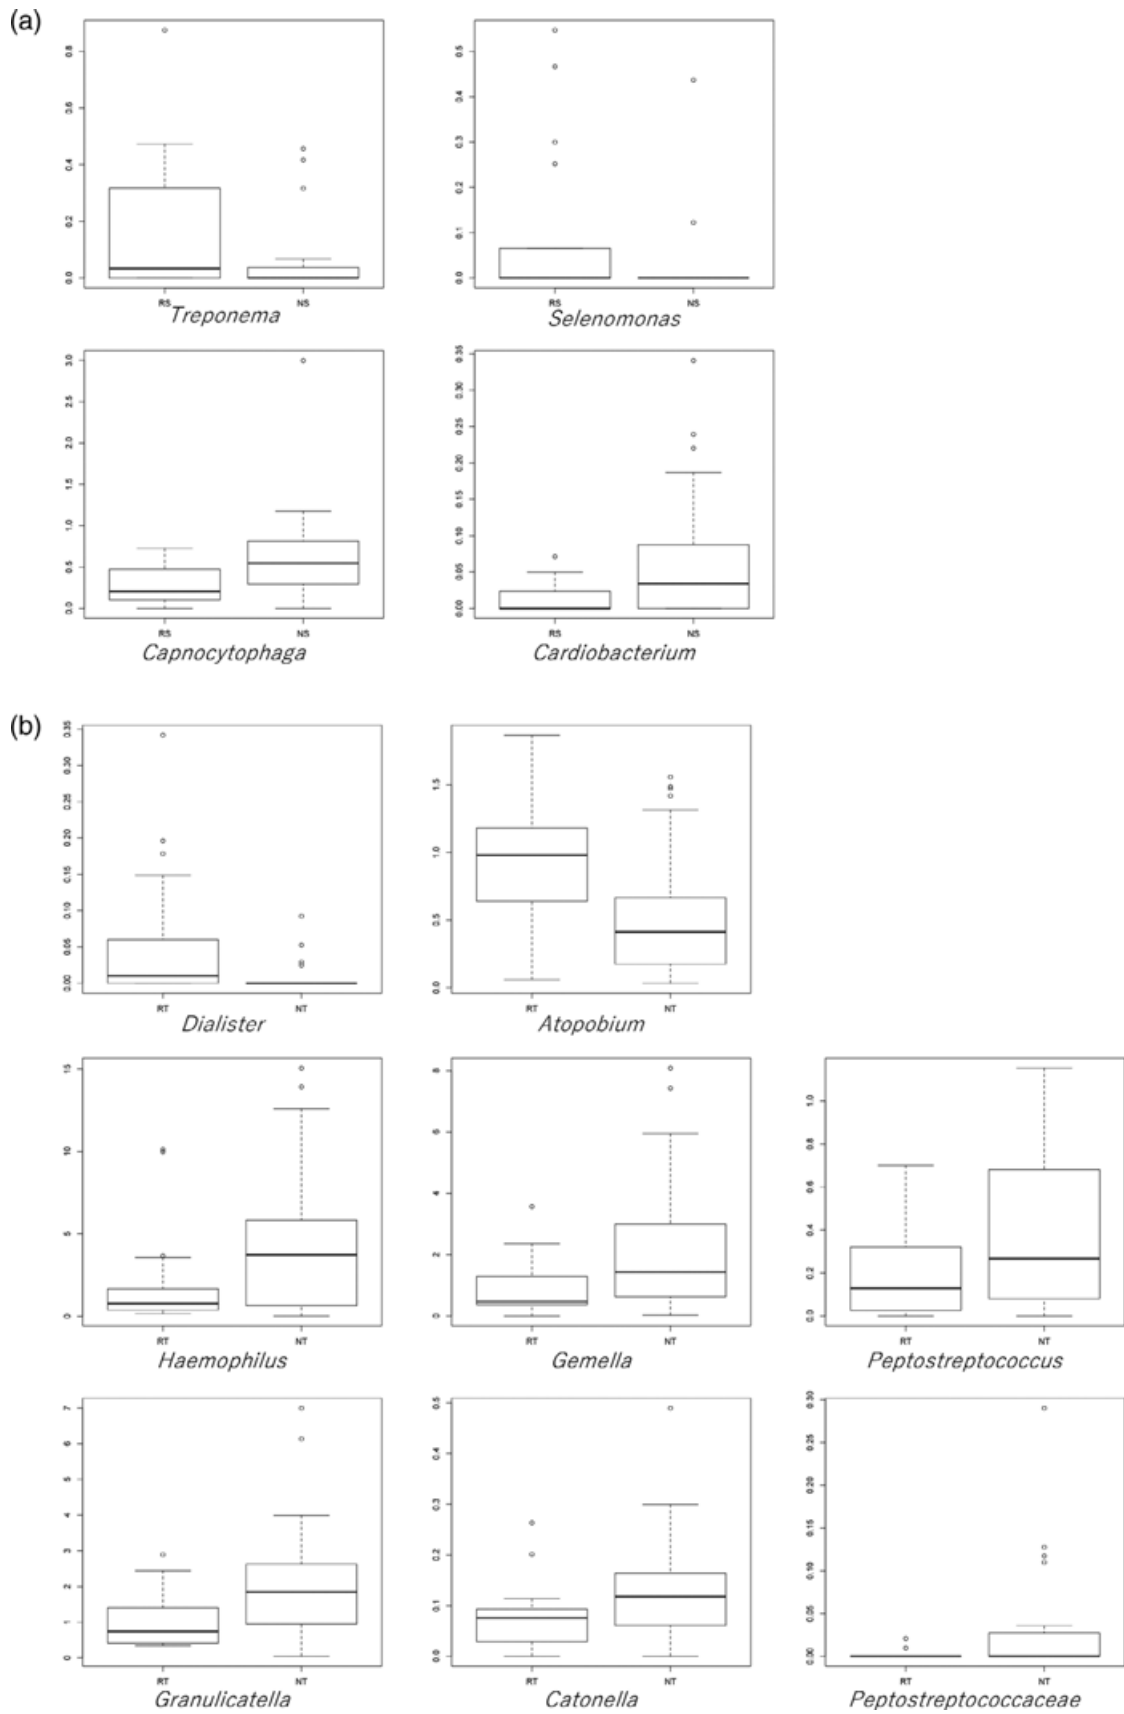 (a)
0.0 0.2 0.4 0.6 0.8
RS NS
Treponema
0.0 0.1 0.2 0.3 0.4 0.5
RS NS
Selenomonas
0.0 0.5 1.0 1.5 2.0 2.5 3.0
RS NS
Capnocytophaga
0.00 0.05 0.10 0.15 0.20 0.25 0.30 0.35
RS NS
Cardiobacterium
(b)
0.00 0.05 0.10 0.15 0.20 0.25 0.30 0.35
RT NT
Dialister
0.0 0.5 1.0 1.5
RT NT
Atopobium
0 5 10 15
RT NT
Haemophilus
0 2 4 6 8
RT NT
Gemella
0.0 0.2 0.4 0.6 0.8 1.0
RT NT
Peptostreptococcus
0 1 2 3 4 5 6 7
RT NT
Granulicatella
0.0 0.1 0.2 0.3 0.4 0.5
RT NT
Catonella
0.00 0.05 0.10 0.15 0.20 0.25 0.30
RT NT
Peptostreptococcaceae